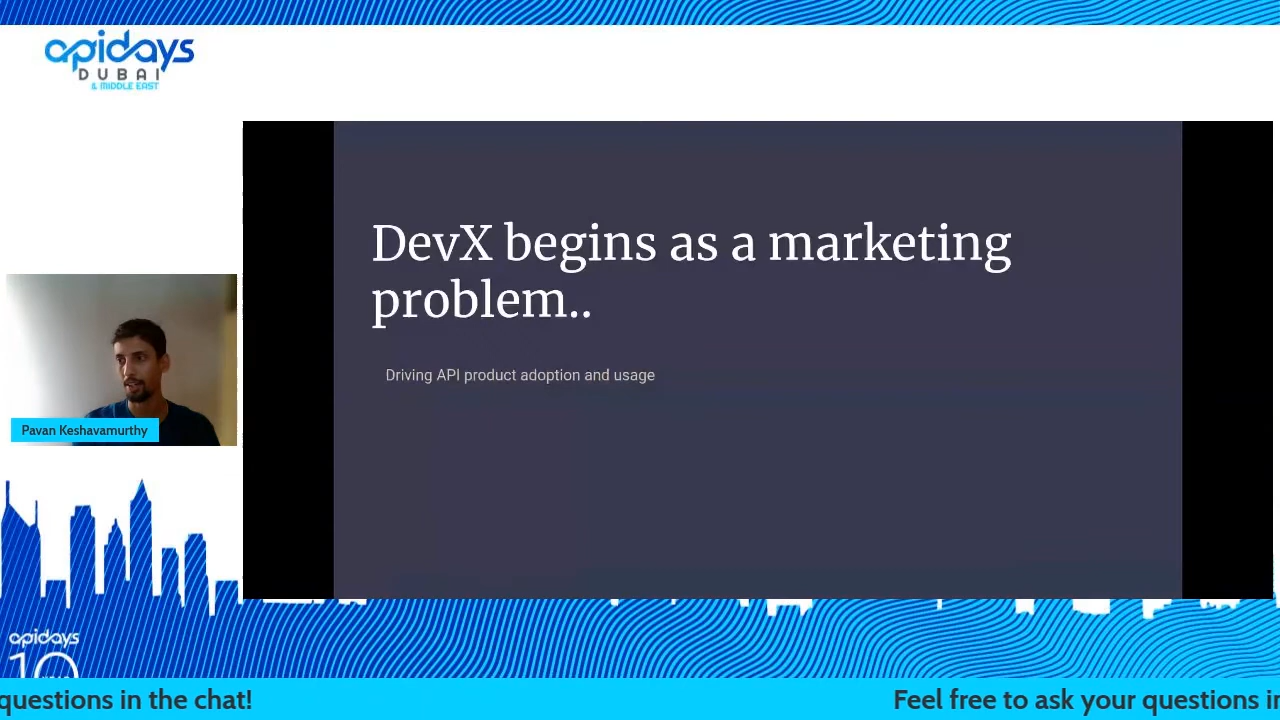 apidays
DUBAI
& MIDDLE EAST
DevX begins as a marketing
problem..
Driving API product adoption and usage
Pavan Keshavamurthy
apidays
10
questions in the chat!
Feel free to ask your questions in